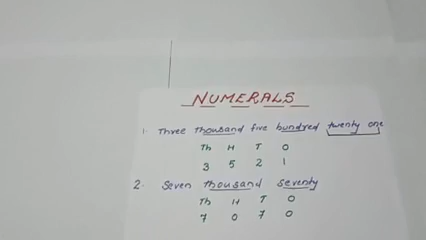 NUMERALS
1. Three thousand five hundred twenty one
Th H T O
3 5 2 1
2. Seven thousand seventy
Th H T O
7 0 7 0